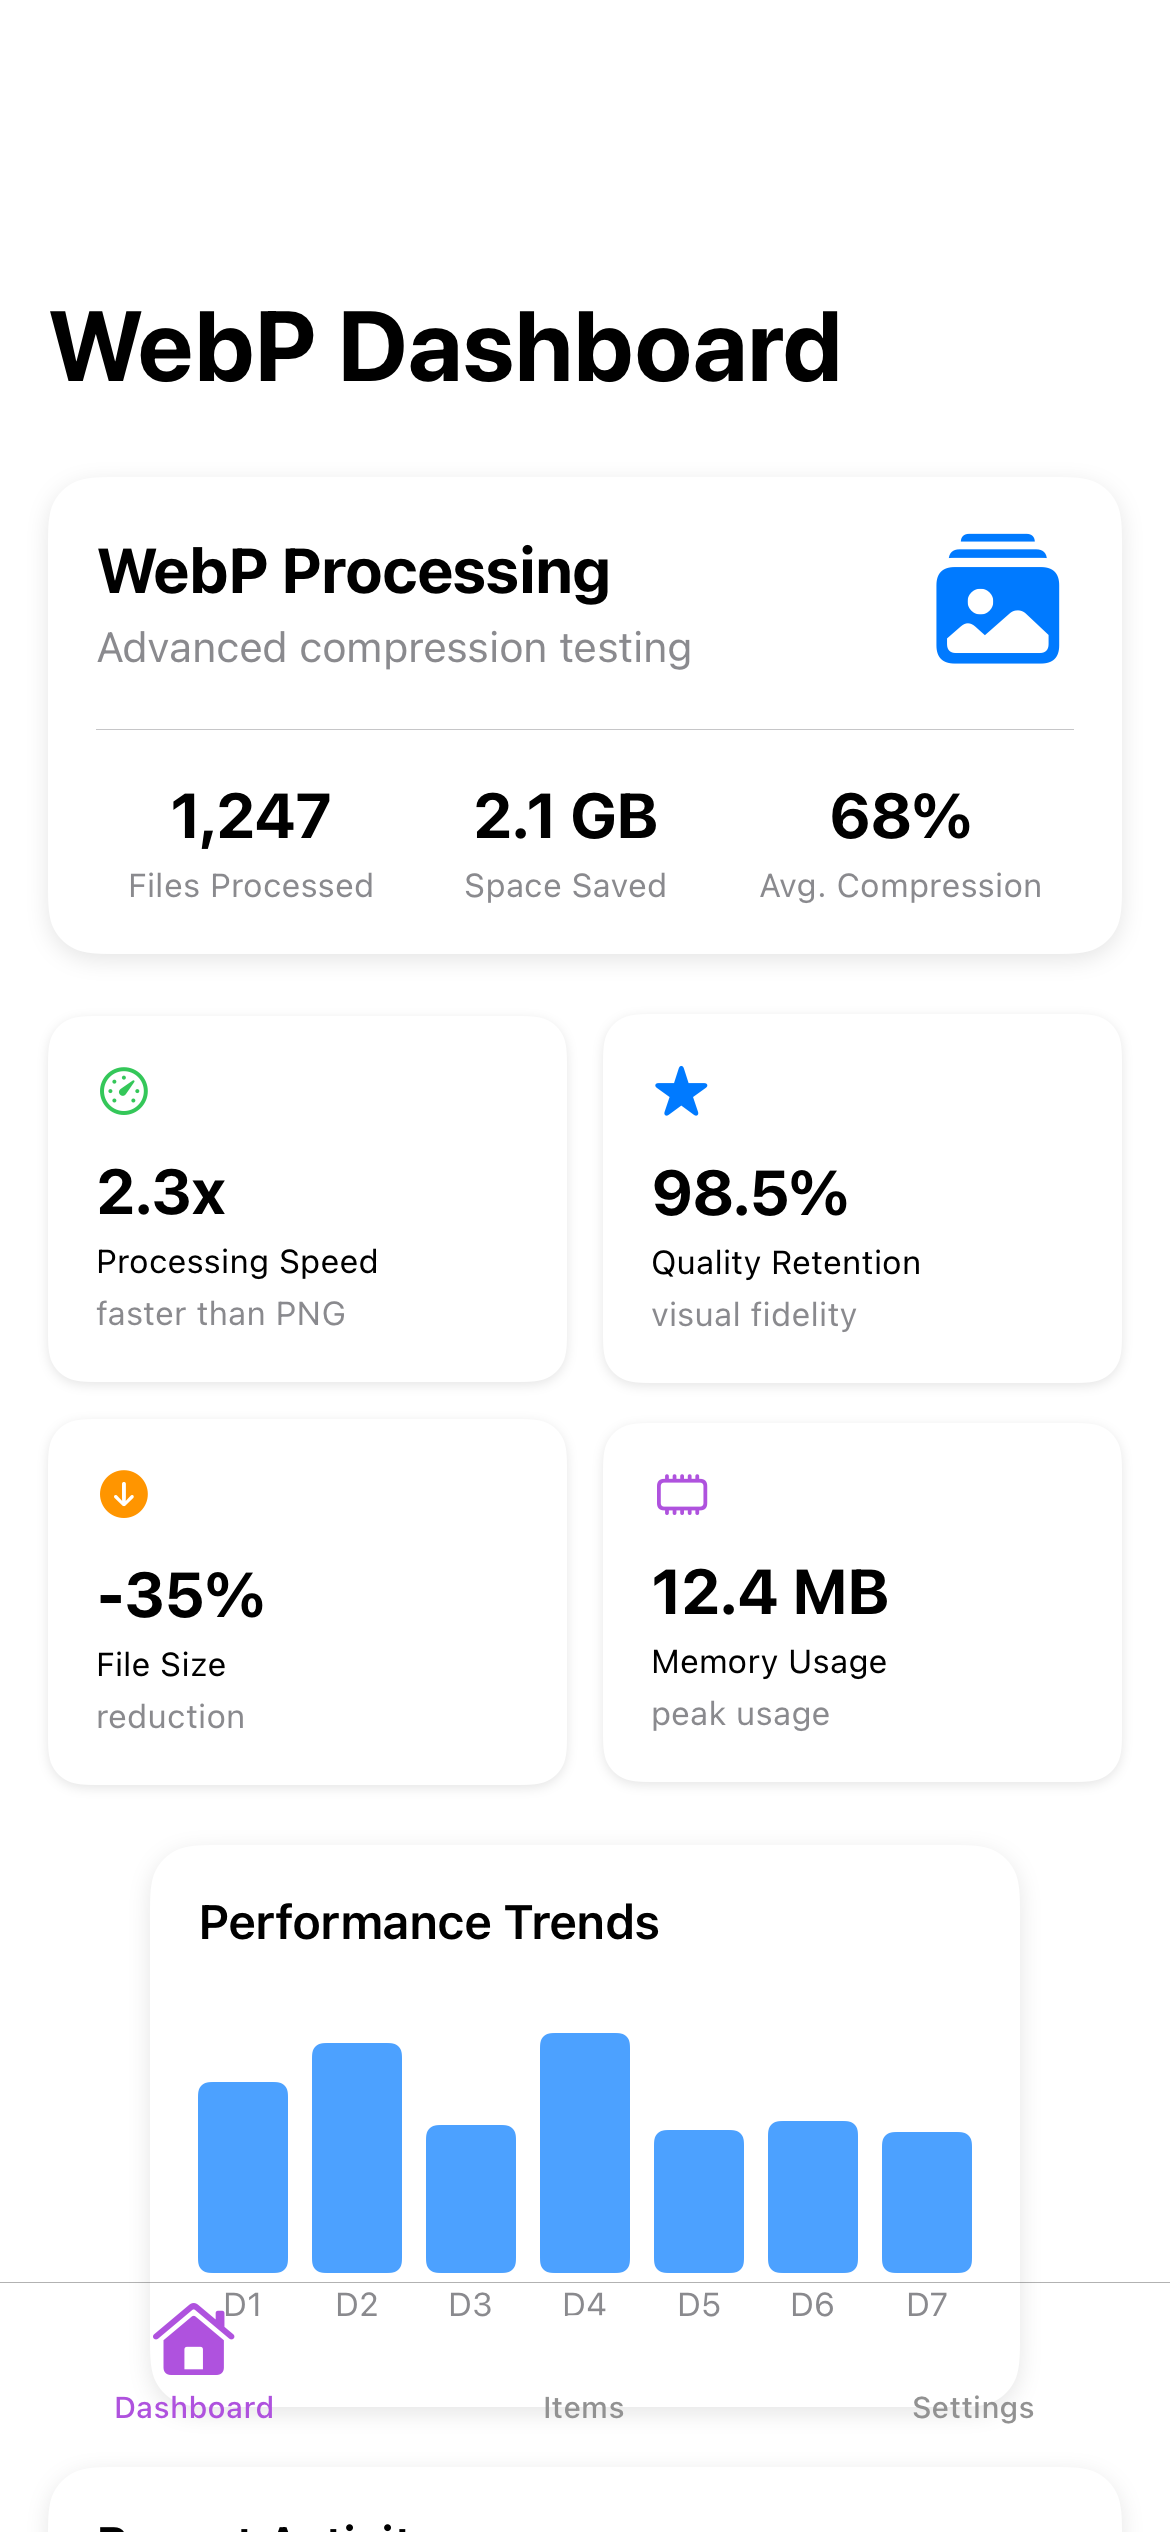 WebP Dashboard
WebP Processing
Advanced compression testing
1,247 2.1 GB 68%
Files Processed Space Saved Avg. Compression
2.3x
Processing Speed
faster than PNG
98.5%
Quality Retention
visual fidelity
-35%
File Size
reduction
12.4 MB
Memory Usage
peak usage
Performance Trends
D1 D2 D3 D4 D5 D6 D7
Dashboard Items Settings